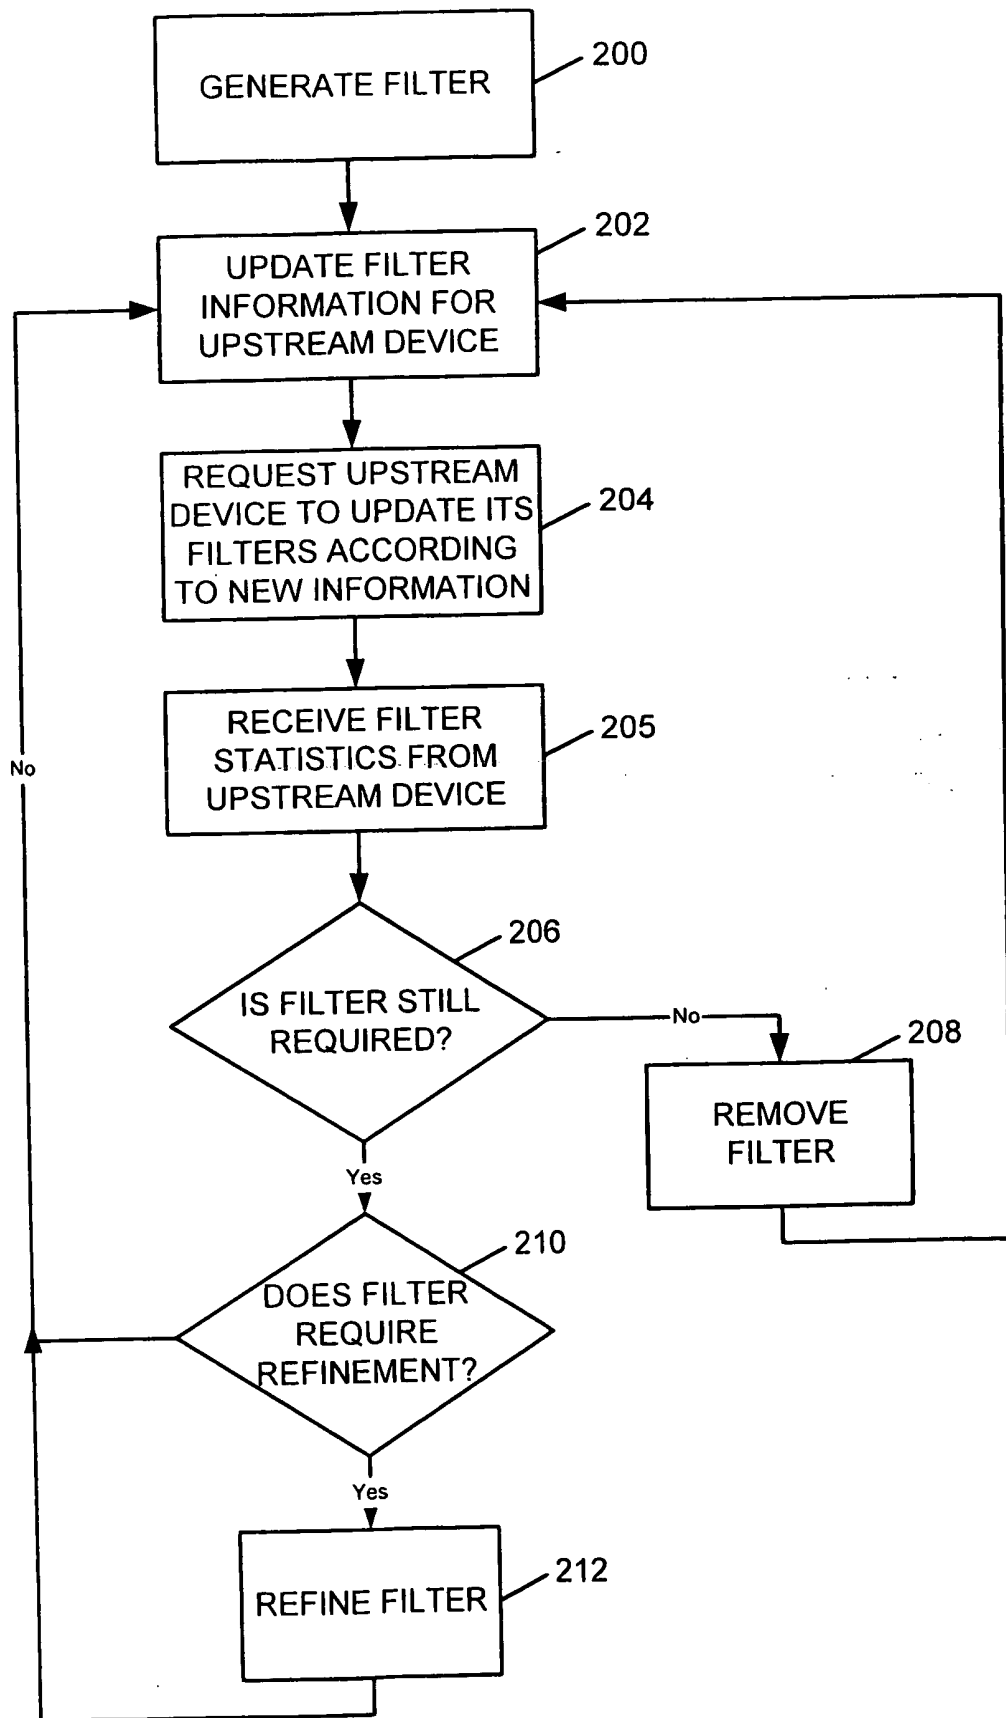 GENERATE FILTER
200
UPDATE FILTER
INFORMATION FOR
UPSTREAM DEVICE
202
REQUEST UPSTREAM
DEVICE TO UPDATE ITS
FILTERS ACCORDING
TO NEW INFORMATION
204
RECEIVE FILTER
STATISTICS FROM
UPSTREAM DEVICE
205
No
IS FILTER STILL
REQUIRED?
206
No
REMOVE
FILTER
208
Yes
DOES FILTER
REQUIRE
REFINEMENT?
210
Yes
REFINE FILTER
212